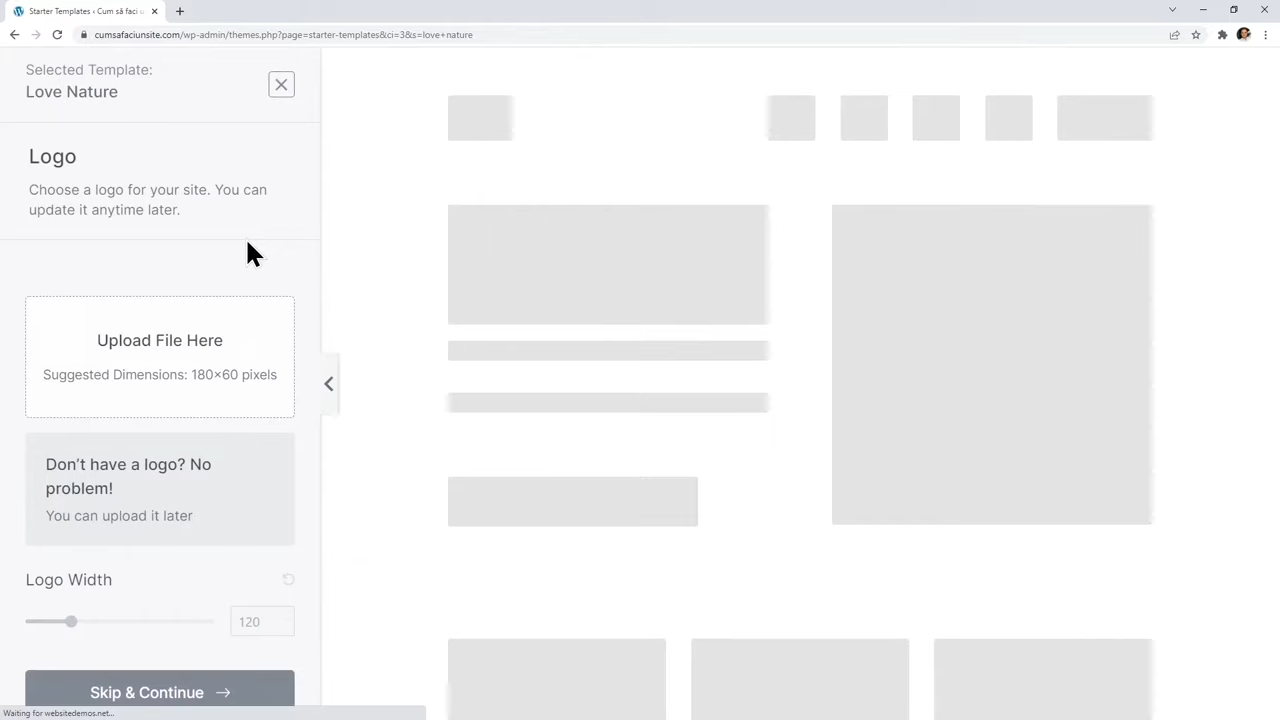 Starter Templates ‹ Cum să faci u
cumsafaciunsite.com/wp-admin/themes.php?page=starter-templates&ci=3&s=love+nature
Selected Template:
Love Nature
Logo
Choose a logo for your site. You can
update it anytime later.
Upload File Here
Suggested Dimensions: 180×60 pixels
Don’t have a logo? No
problem!
You can upload it later
Logo Width
120
Skip & Continue →
Waiting for websitedemos.net...